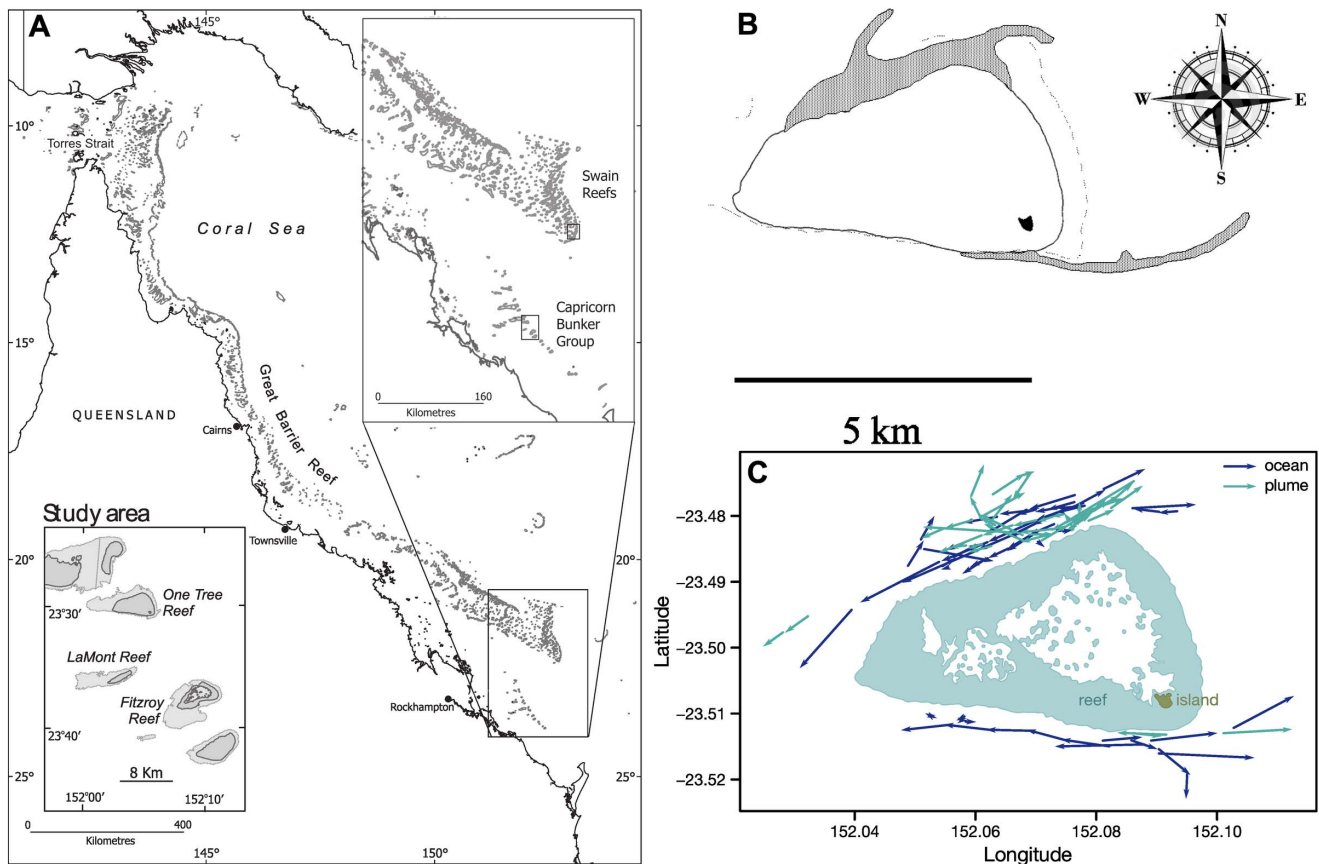 A
145°
10°
Torres Strait
Coral Sea
Swain
Reefs
Capricorn
Bunker
Group
0 160
Kilometres
15°
QUEENSLAND
Cairns
Great Barrier Reef
Townsville
20°
Rockhampton
25°
Study area
One Tree
Reef
23°30′
LaMont Reef
Fitzroy
Reef
23°40′
8 Km
152°00′ 152°10′
0 400
Kilometres
145° 150°
B
N
W E
S
5 km
C
ocean
plume
−23.48
−23.49
−23.50
−23.51
−23.52
Latitude
reef island
152.04 152.06 152.08 152.10
Longitude